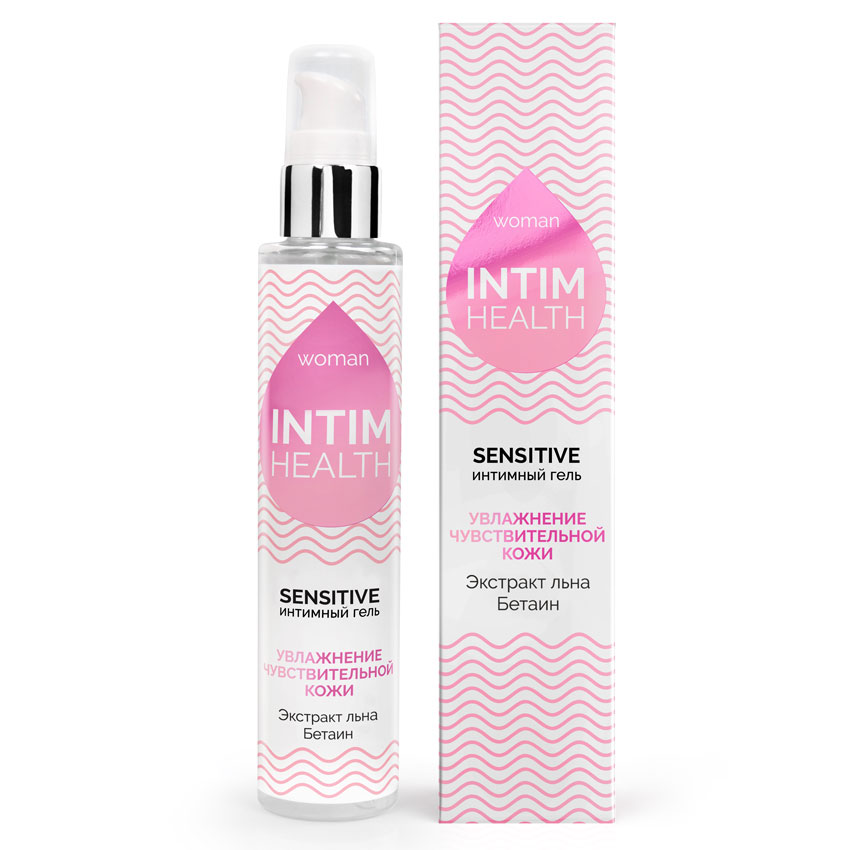 woman
INTIM
HEALTH
SENSITIVE
интимный гель
УВЛАЖНЕНИЕ
ЧУВСТВИТЕЛЬНОЙ
КОЖИ
Экстракт льна
Бетаин
woman
INTIM
HEALTH
SENSITIVE
интимный гель
УВЛАЖНЕНИЕ
ЧУВСТВИТЕЛЬНОЙ
КОЖИ
Экстракт льна
Бетаин